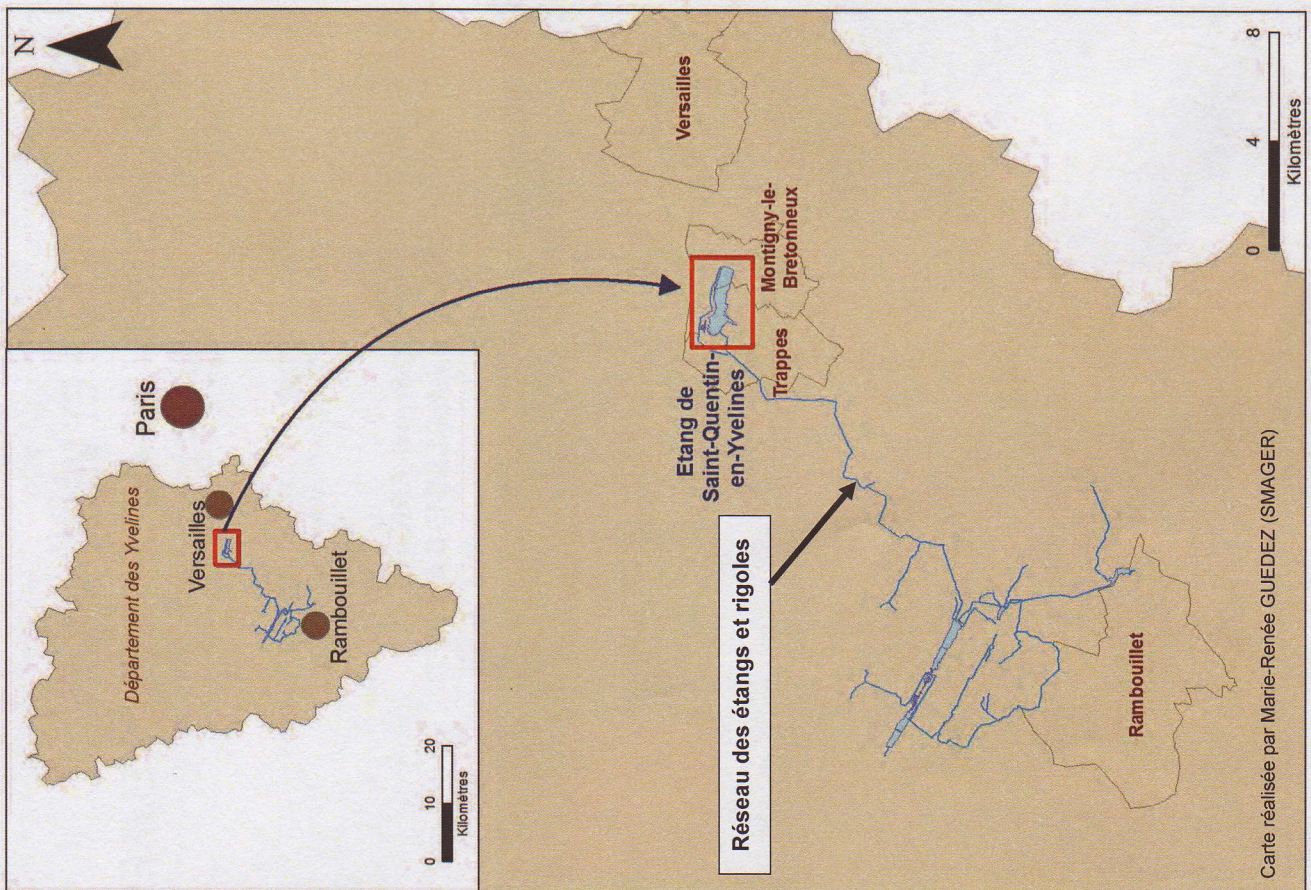 N
Paris
Département des Yvelines
Versailles
Rambouillet
0 10 20
Kilomètres
Versailles
Montigny-le-
Bretonneux
Trappes
Etang de
Saint-Quentin-
en-Yvelines
Réseau des étangs et rigoles
Rambouillet
0 4 8
Kilomètres
Carte réalisée par Marie-Renée GUEDEZ (SMAGER)